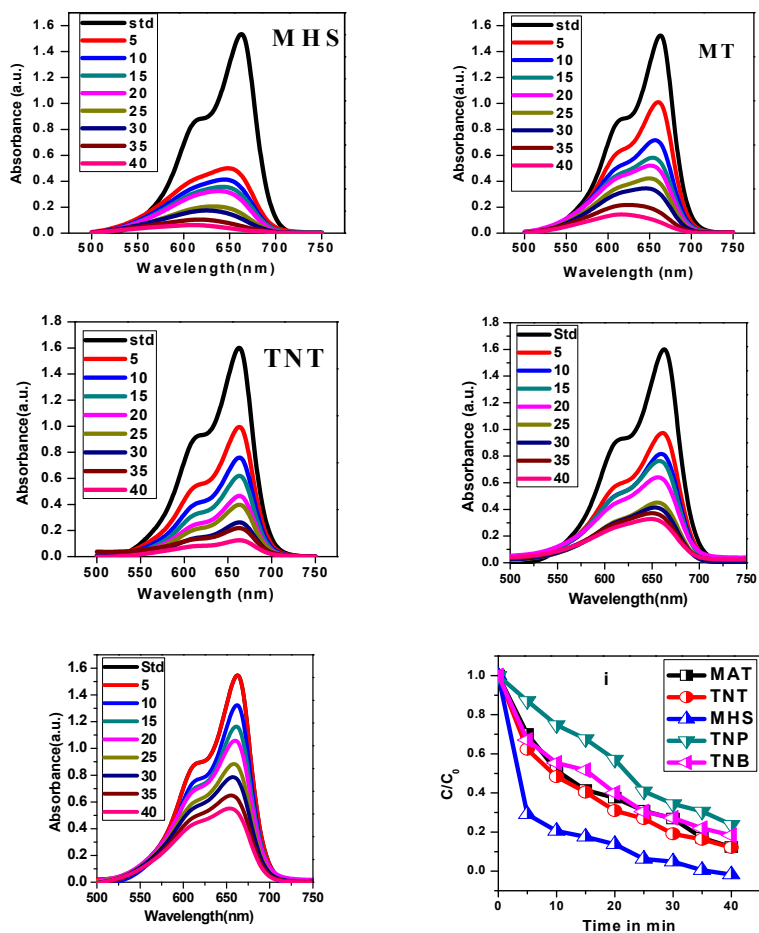 MHS
std
5
10
15
20
25
30
35
40
Absorbance (a.u.)
1.6
1.4
1.2
1.0
0.8
0.6
0.4
0.2
0.0
500 550 600 650 700 750
Wavelength(nm)
MT
std
5
10
15
20
25
30
35
40
Absorbance(a.u.)
1.6
1.4
1.2
1.0
0.8
0.6
0.4
0.2
0.0
500 550 600 650 700 750
Wavelength (nm)
TNT
std
5
10
15
20
25
30
35
40
Absorbance(a.u.)
1.8
1.6
1.4
1.2
1.0
0.8
0.6
0.4
0.2
0.0
500 550 600 650 700 750
Wavelength (nm)
Std
5
10
15
20
25
30
35
40
Absorbance(a.u.)
1.8
1.6
1.4
1.2
1.0
0.8
0.6
0.4
0.2
0.0
500 550 600 650 700 750
Wavelength(nm)
Std
5
10
15
20
25
30
35
40
Absorbance(a.u.)
1.6
1.4
1.2
1.0
0.8
0.6
0.4
0.2
0.0
500 550 600 650 700 750
Wavelength(nm)
i
MAT
TNT
MHS
TNP
TNB
C/C0
1.0
0.8
0.6
0.4
0.2
0.0
0 10 20 30 40
Time in min